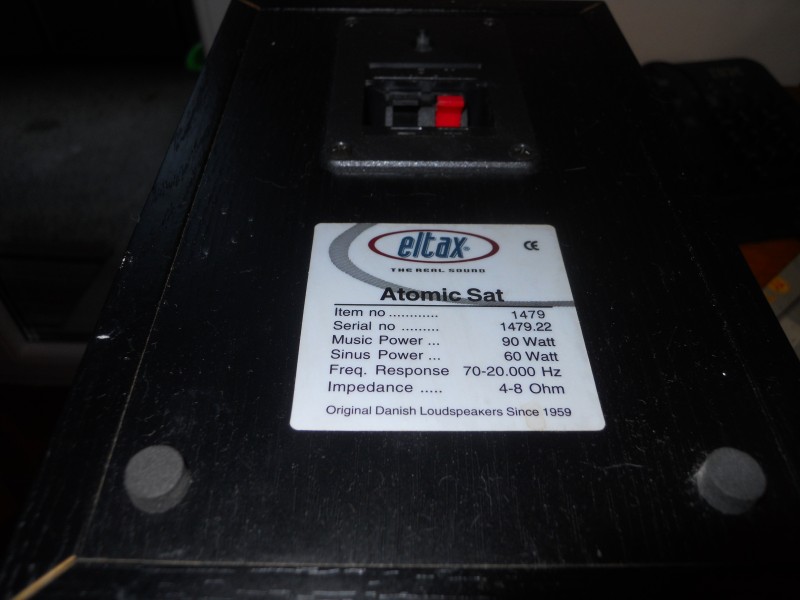 eltax
CE
THE REAL SOUND
Atomic Sat
Item no ............ 1479
Serial no ......... 1479.22
Music Power ... 90 Watt
Sinus Power ... 60 Watt
Freq. Response 70-20.000 Hz
Impedance ..... 4-8 Ohm
Original Danish Loudspeakers Since 1959